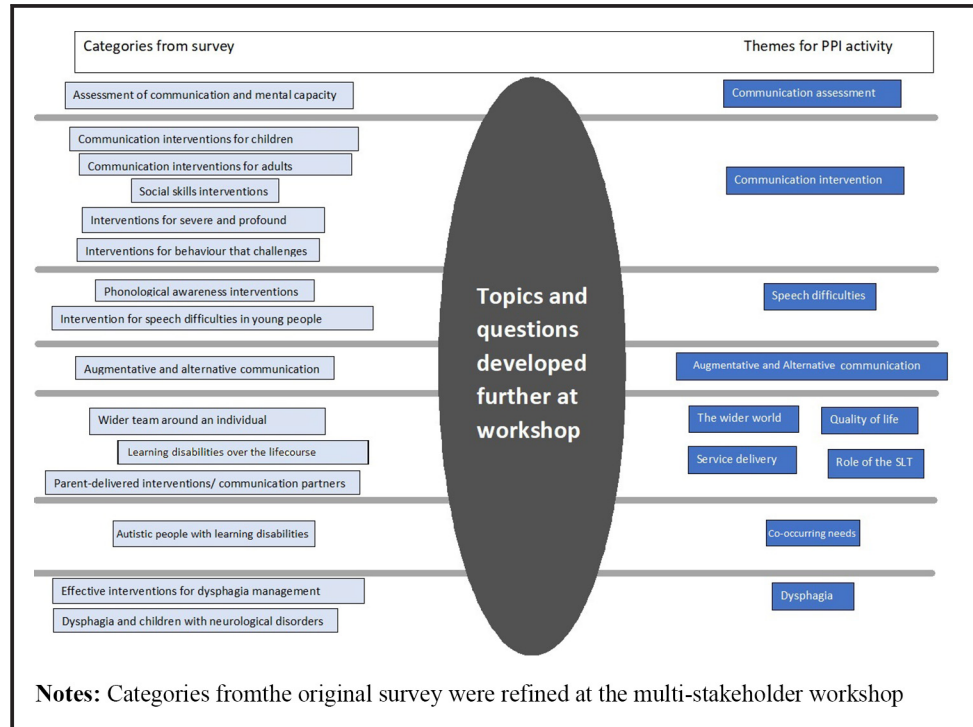 Categories from survey
Themes for PPI activity
Assessment of communication and mental capacity
Communication assessment
Communication interventions for children
Communication interventions for adults
Social skills interventions
Interventions for severe and profound
Interventions for behaviour that challenges
Communication intervention
Phonological awareness interventions
Intervention for speech difficulties in young people
Speech difficulties
Augmentative and alternative communication
Augmentative and Alternative communication
Wider team around an individual
Learning disabilities over the lifecourse
Parent-delivered interventions/ communication partners
The wider world
Quality of life
Service delivery
Role of the SLT
Autistic people with learning disabilities
Co-occurring needs
Effective interventions for dysphagia management
Dysphagia and children with neurological disorders
Dysphagia
Topics and
questions
developed
further at
workshop
Notes: Categories fromthe original survey were refined at the multi-stakeholder workshop